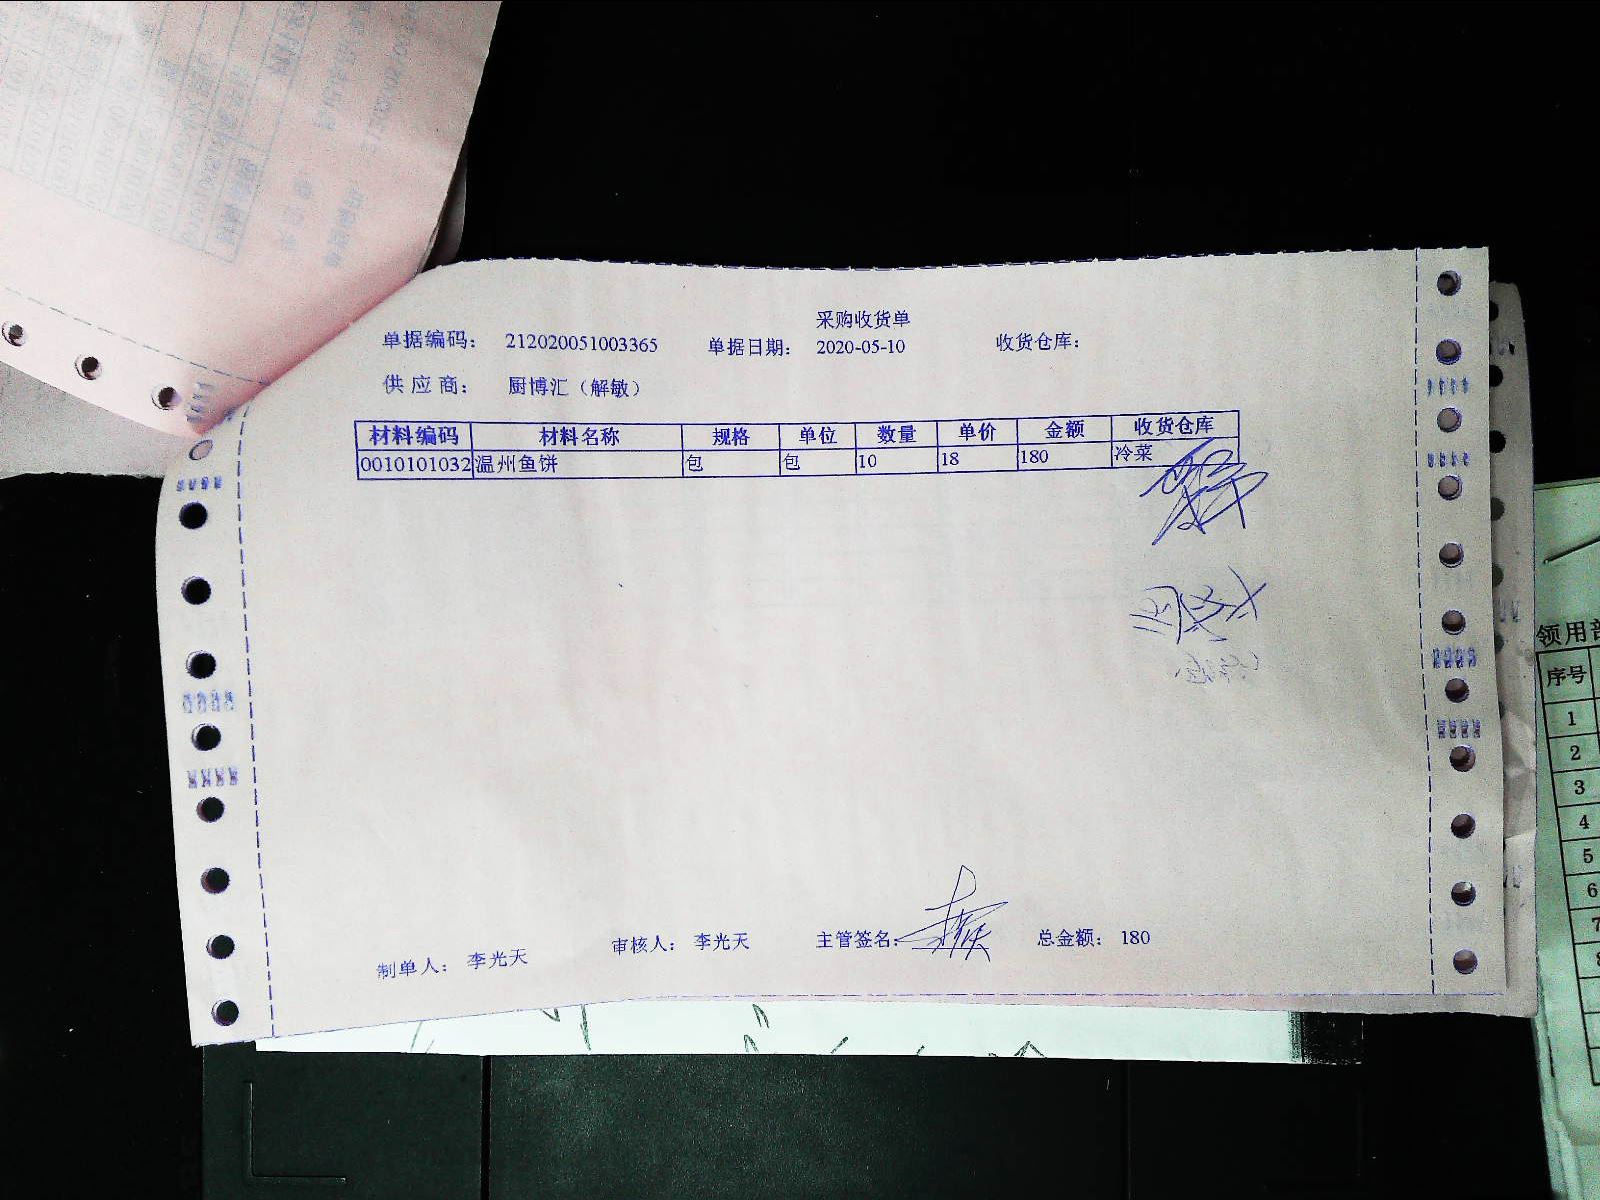 采购收货单
单据编码： 212020051003365 单据日期： 2020-05-10 收货仓库：
供应商： 厨博汇（解敏）
材料编码 材料名称 规格 单位 数量 单价 金额 收货仓库
0010101032 温州鱼饼 包 包 10 18 180 冷菜
制单人： 李光天 审核人： 李光天 主管签名： 总金额： 180
领用部
序号
1
2
3
4
5
6
7
8